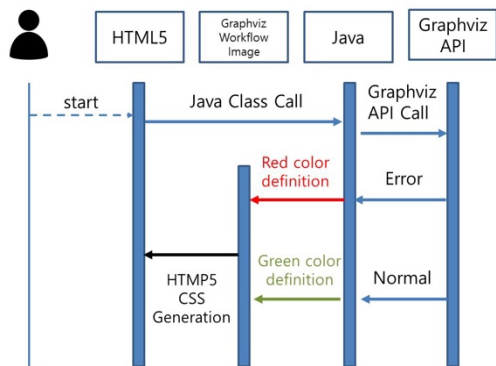 HTML5
Graphviz
Workflow
Image
Java
Graphviz
API
start
Java Class Call
Graphviz
API Call
Red color
definition
Error
HTMP5
CSS
Generation
Green color
definition
Normal